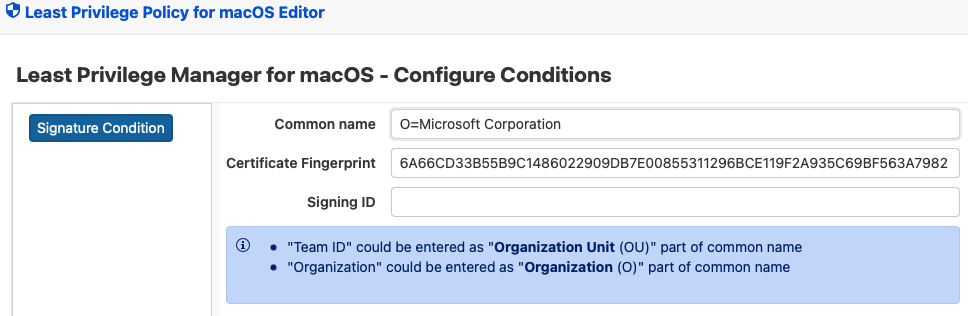 Least Privilege Policy for macOS Editor
Least Privilege Manager for macOS - Configure Conditions
Signature Condition
Common name
O=Microsoft Corporation
Certificate Fingerprint
6A66CD33B55B9C1486022909DB7E00855311296BCE119F2A935C69BF563A7982
Signing ID
"Team ID" could be entered as "Organization Unit (OU)" part of common name
"Organization" could be entered as "Organization (O)" part of common name